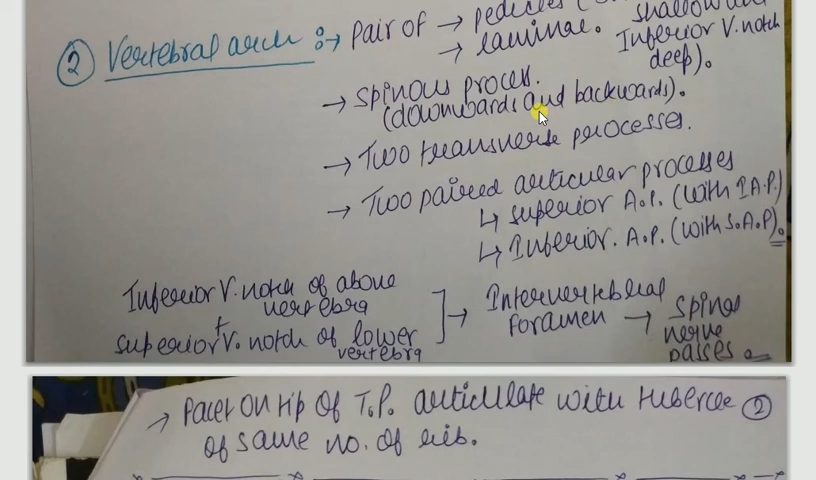 ② Vertebral arch :→ Pair of → pedicles
→ laminae.
Shallow and
Inferior V. notch
deep).
→ Spinous process.
(downwards and backwards).
→ Two transverse processes.
→ Two paired articular processes
↳ superior A.P. (with I.A.P.)
↳ Inferior. A.P. (with S.A.P).
Inferior V. notch of above
vertebra
+
superior V. notch of lower
vertebra
→ Intervertebral
foramen → spinal
nerve
passes
→ Facet on tip of T.P. articulate with tubercle ②
of same no. of rib.